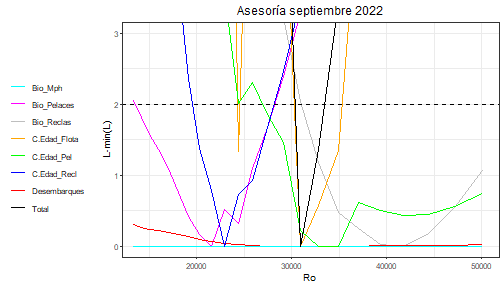 Asesoría septiembre 2022
3
2
1
0
L-min(L)
20000
30000
40000
50000
Ro
Bio_Mph
Bio_Pelaces
Bio_Reclas
C.Edad_Flota
C.Edad_Pel
C.Edad_Recl
Desembarques
Total